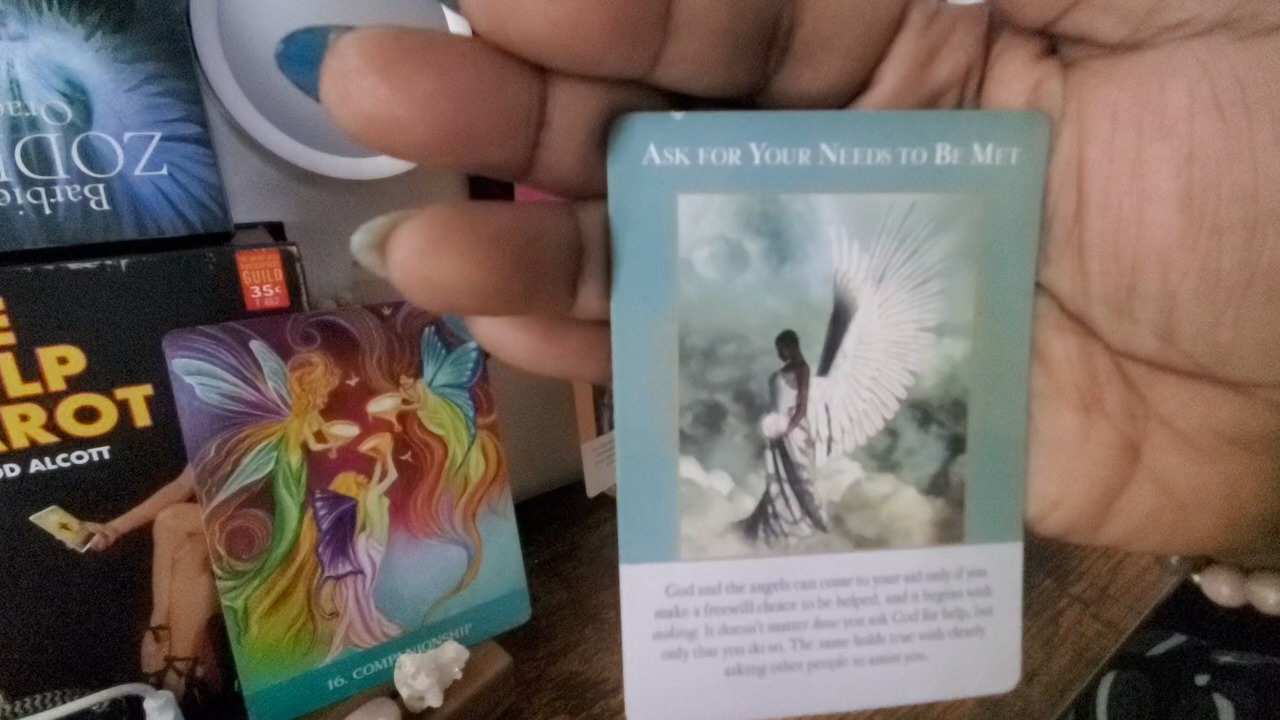 Barbie
ZODI
Orac
GUILD
35¢
E
LP
AROT
DD ALCOTT
16. COMPANIONSHIP
ASK FOR YOUR NEEDS TO BE MET
God and the angels can come to your aid only if you
make a freewill choice to be helped, and it begins with
asking. It doesn't matter how you ask God for help, but
only that you do so. The same holds true with clearly
asking other people to assist you.